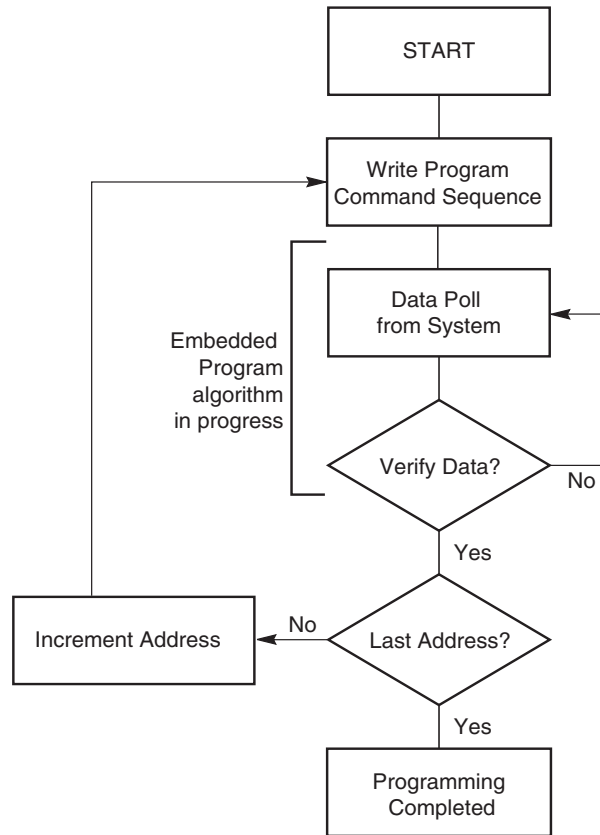 START
Write Program
Command Sequence
Data Poll
from System
Embedded
Program
algorithm
in progress
Verify Data?
No
Yes
Last Address?
No
Increment Address
Yes
Programming
Completed